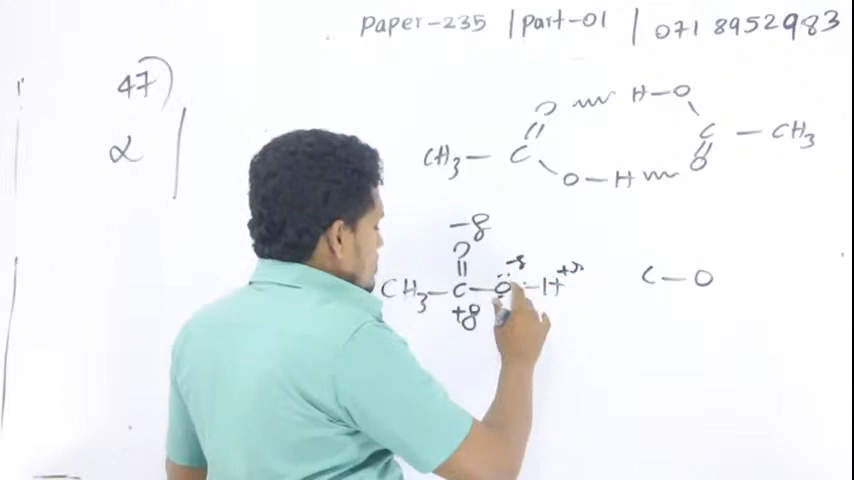 Paper-235 | Part-01 | 071 8952983
47)
α
O H-O
CH3- C C - CH3
O-H O
-δ
O -δ +δ
CH3-C-O-H C-O
+δ